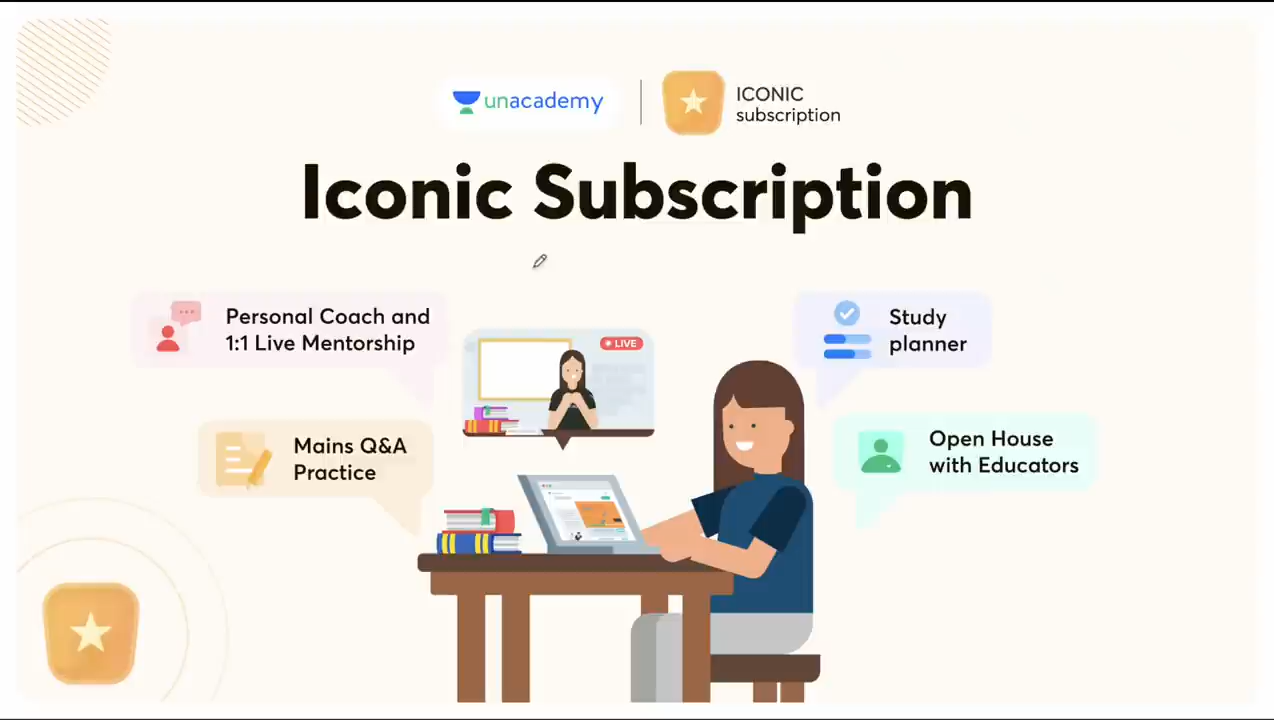 unacademy
ICONIC
subscription
Iconic Subscription
Personal Coach and
1:1 Live Mentorship
LIVE
Study
planner
Mains Q&A
Practice
Open House
with Educators